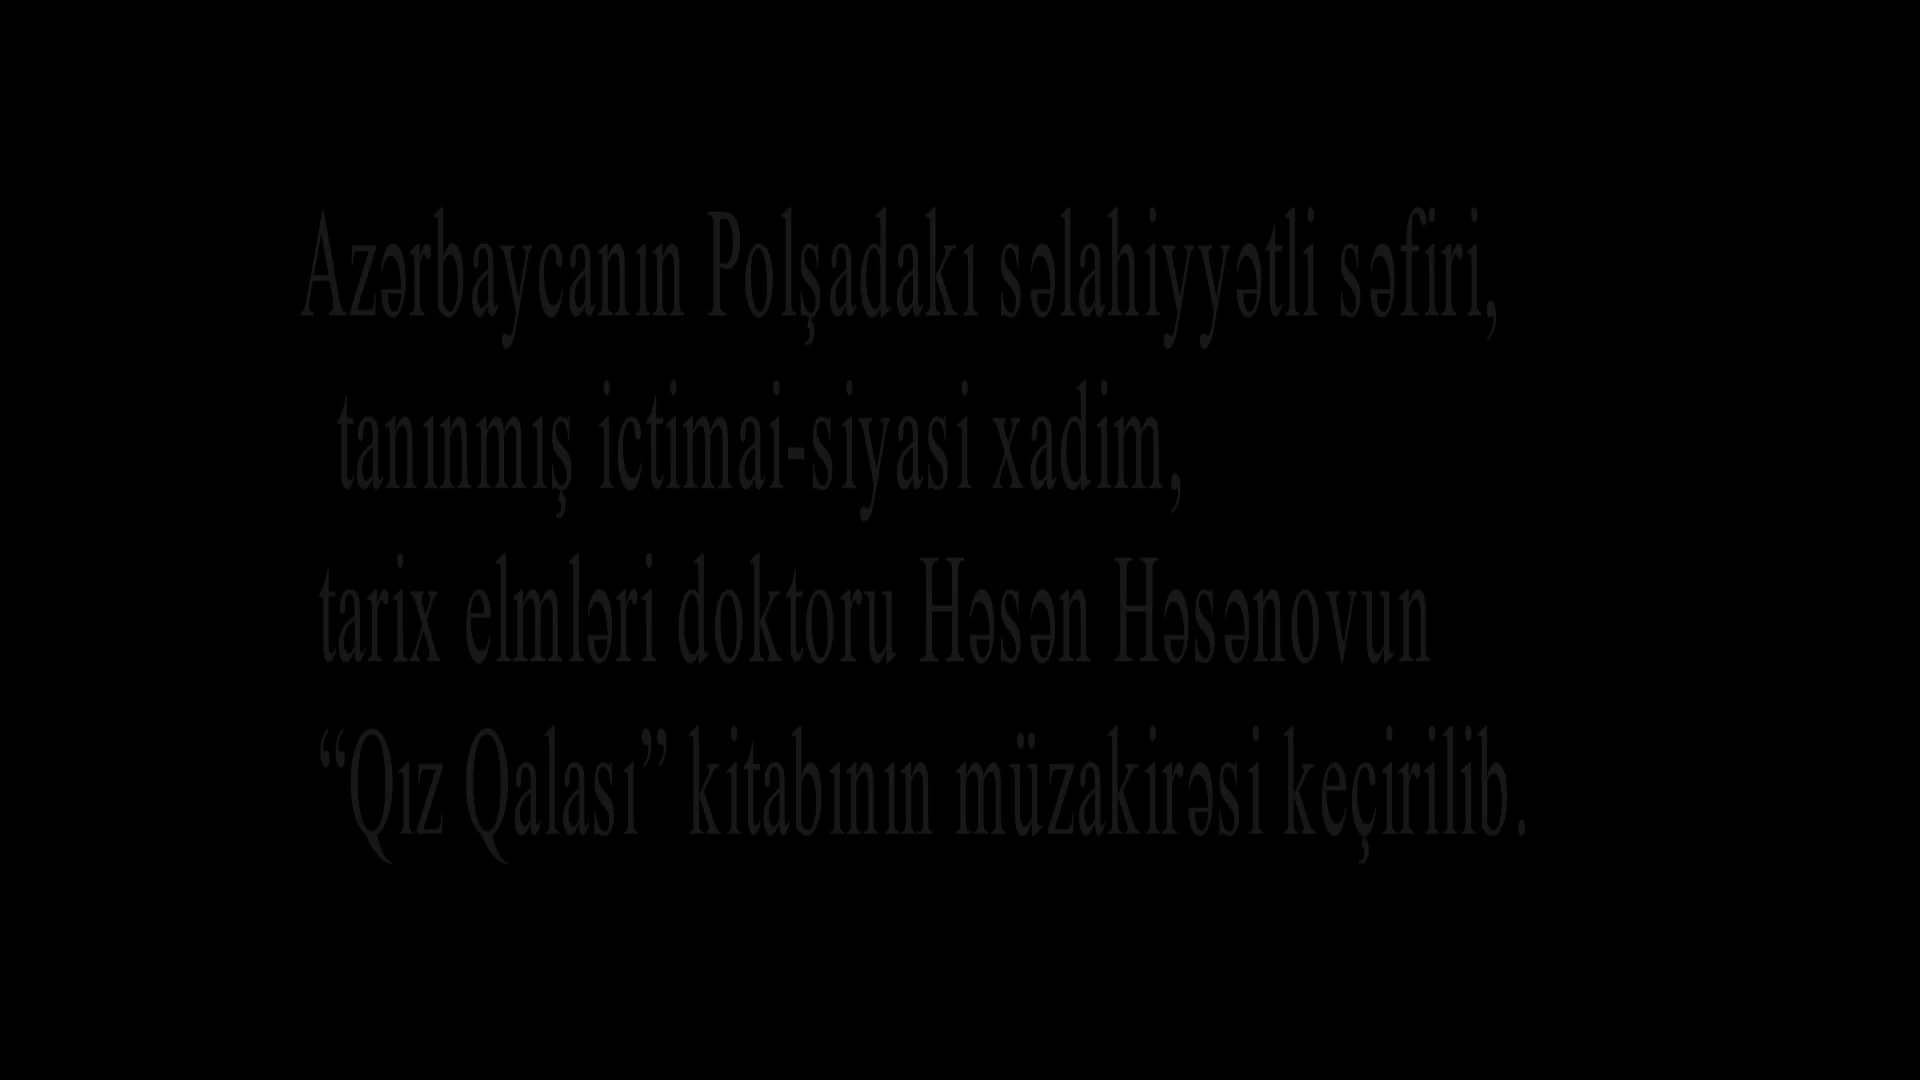 Azərbaycanın Polşadakı səlahiyyətli səfiri,
tanınmış ictimai-siyasi xadim,
tarix elmləri doktoru Həsən Həsənovun
“Qız Qalası” kitabının müzakirəsi keçirilib.